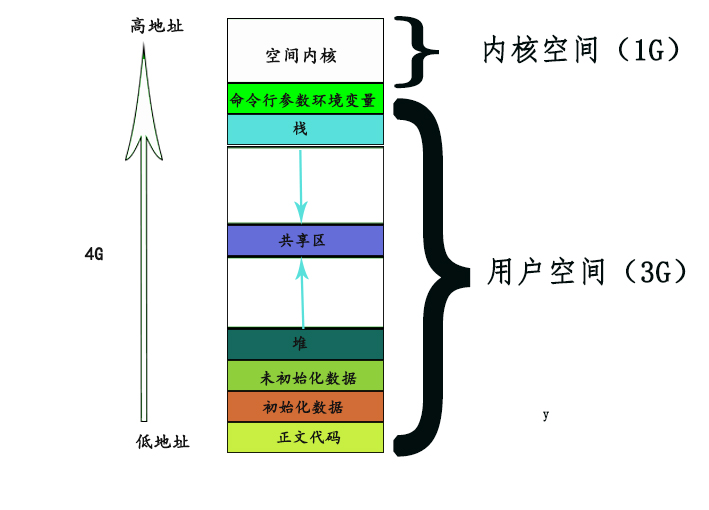 高地址
空间内核
内核空间（1G）
命令行参数环境变量
栈
共享区
4G
用户空间（3G）
堆
未初始化数据
初始化数据
y
正文代码
低地址